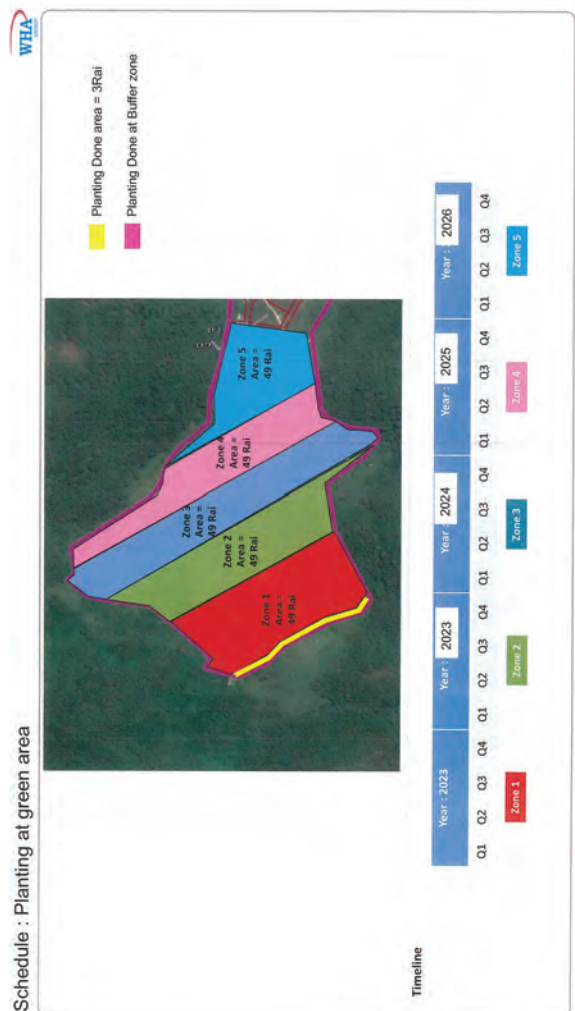 WHA
Schedule : Planting at green area
Planting Done area = 3Rai
Planting Done at Buffer zone
Zone 1
Area =
49 Rai
Zone 2
Area =
49 Rai
Zone 3
Area =
49 Rai
Zone 4
Area =
49 Rai
Zone 5
Area =
49 Rai
Timeline
Year : 2023
Year : 2023
Year : 2024
Year : 2025
Year : 2026
Q1 Q2 Q3 Q4 Q1 Q2 Q3 Q4 Q1 Q2 Q3 Q4 Q1 Q2 Q3 Q4 Q1 Q2 Q3 Q4
Zone 1
Zone 2
Zone 3
Zone 4
Zone 5